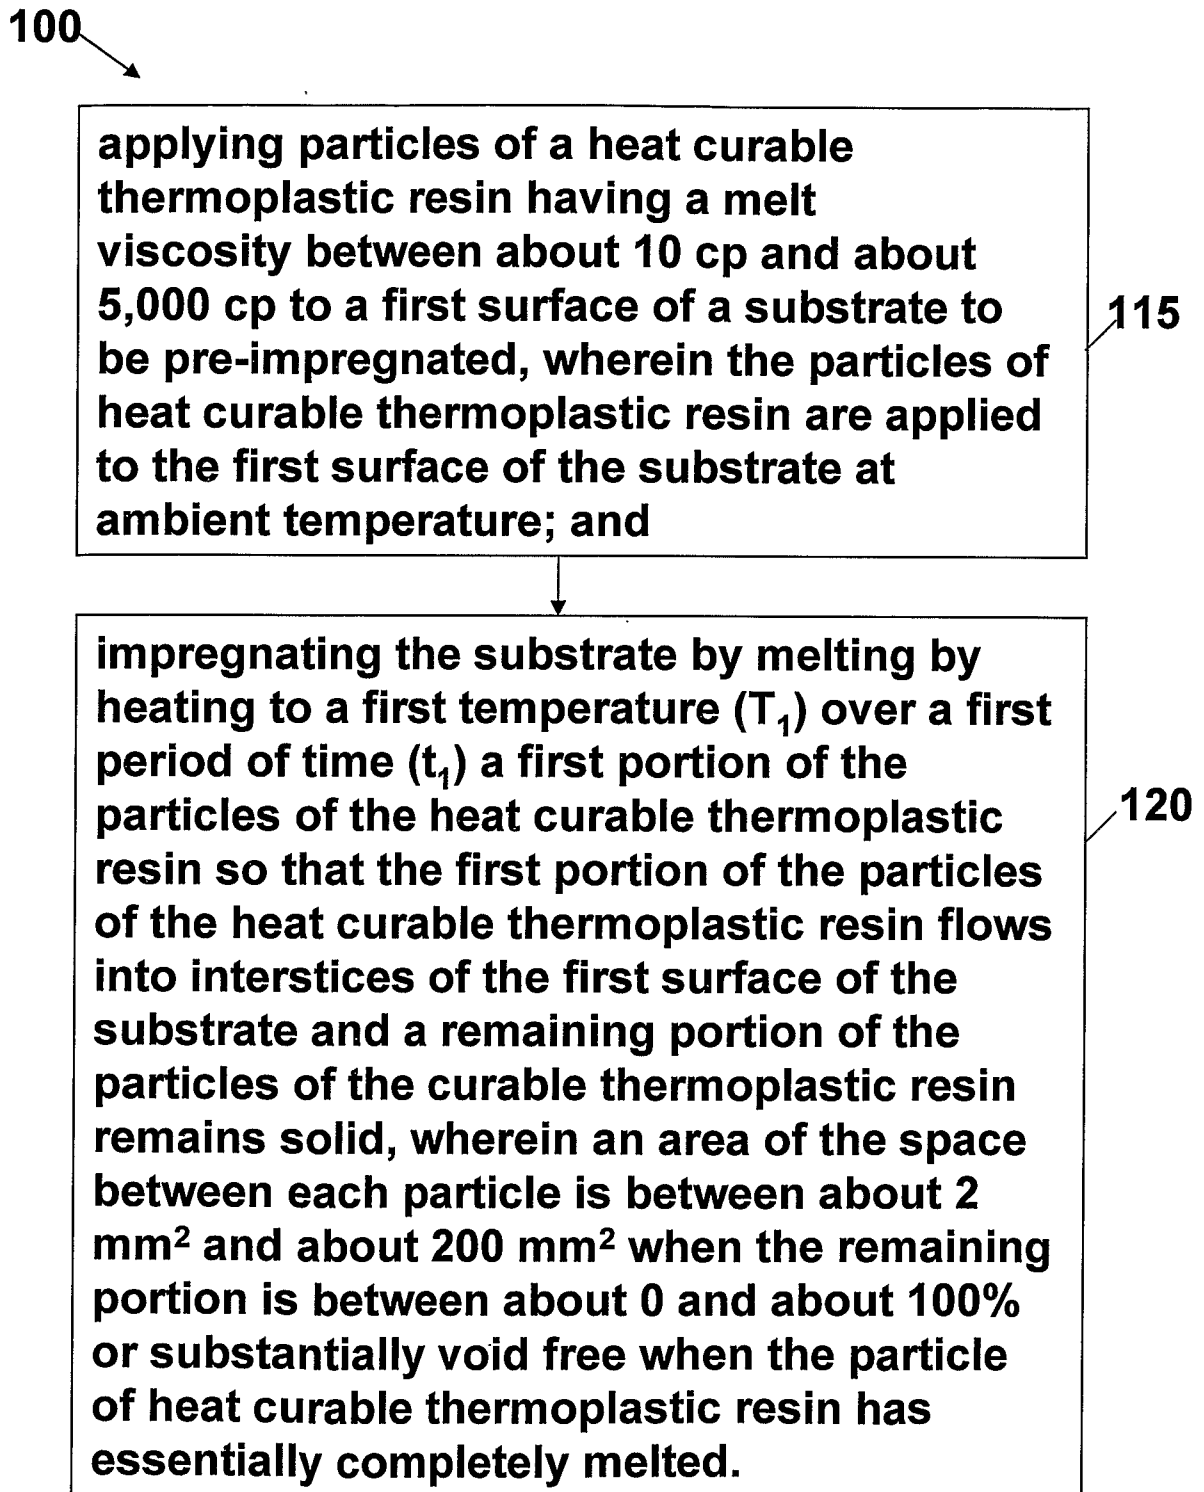 100
applying particles of a heat curable
thermoplastic resin having a melt
viscosity between about 10 cp and about
5,000 cp to a first surface of a substrate to
be pre-impregnated, wherein the particles of
heat curable thermoplastic resin are applied
to the first surface of the substrate at
ambient temperature; and
115
impregnating the substrate by melting by
heating to a first temperature (T₁) over a first
period of time (t₁) a first portion of the
particles of the heat curable thermoplastic
resin so that the first portion of the particles
of the heat curable thermoplastic resin flows
into interstices of the first surface of the
substrate and a remaining portion of the
particles of the curable thermoplastic resin
remains solid, wherein an area of the space
between each particle is between about 2
mm² and about 200 mm² when the remaining
portion is between about 0 and about 100%
or substantially void free when the particle
of heat curable thermoplastic resin has
essentially completely melted.
120